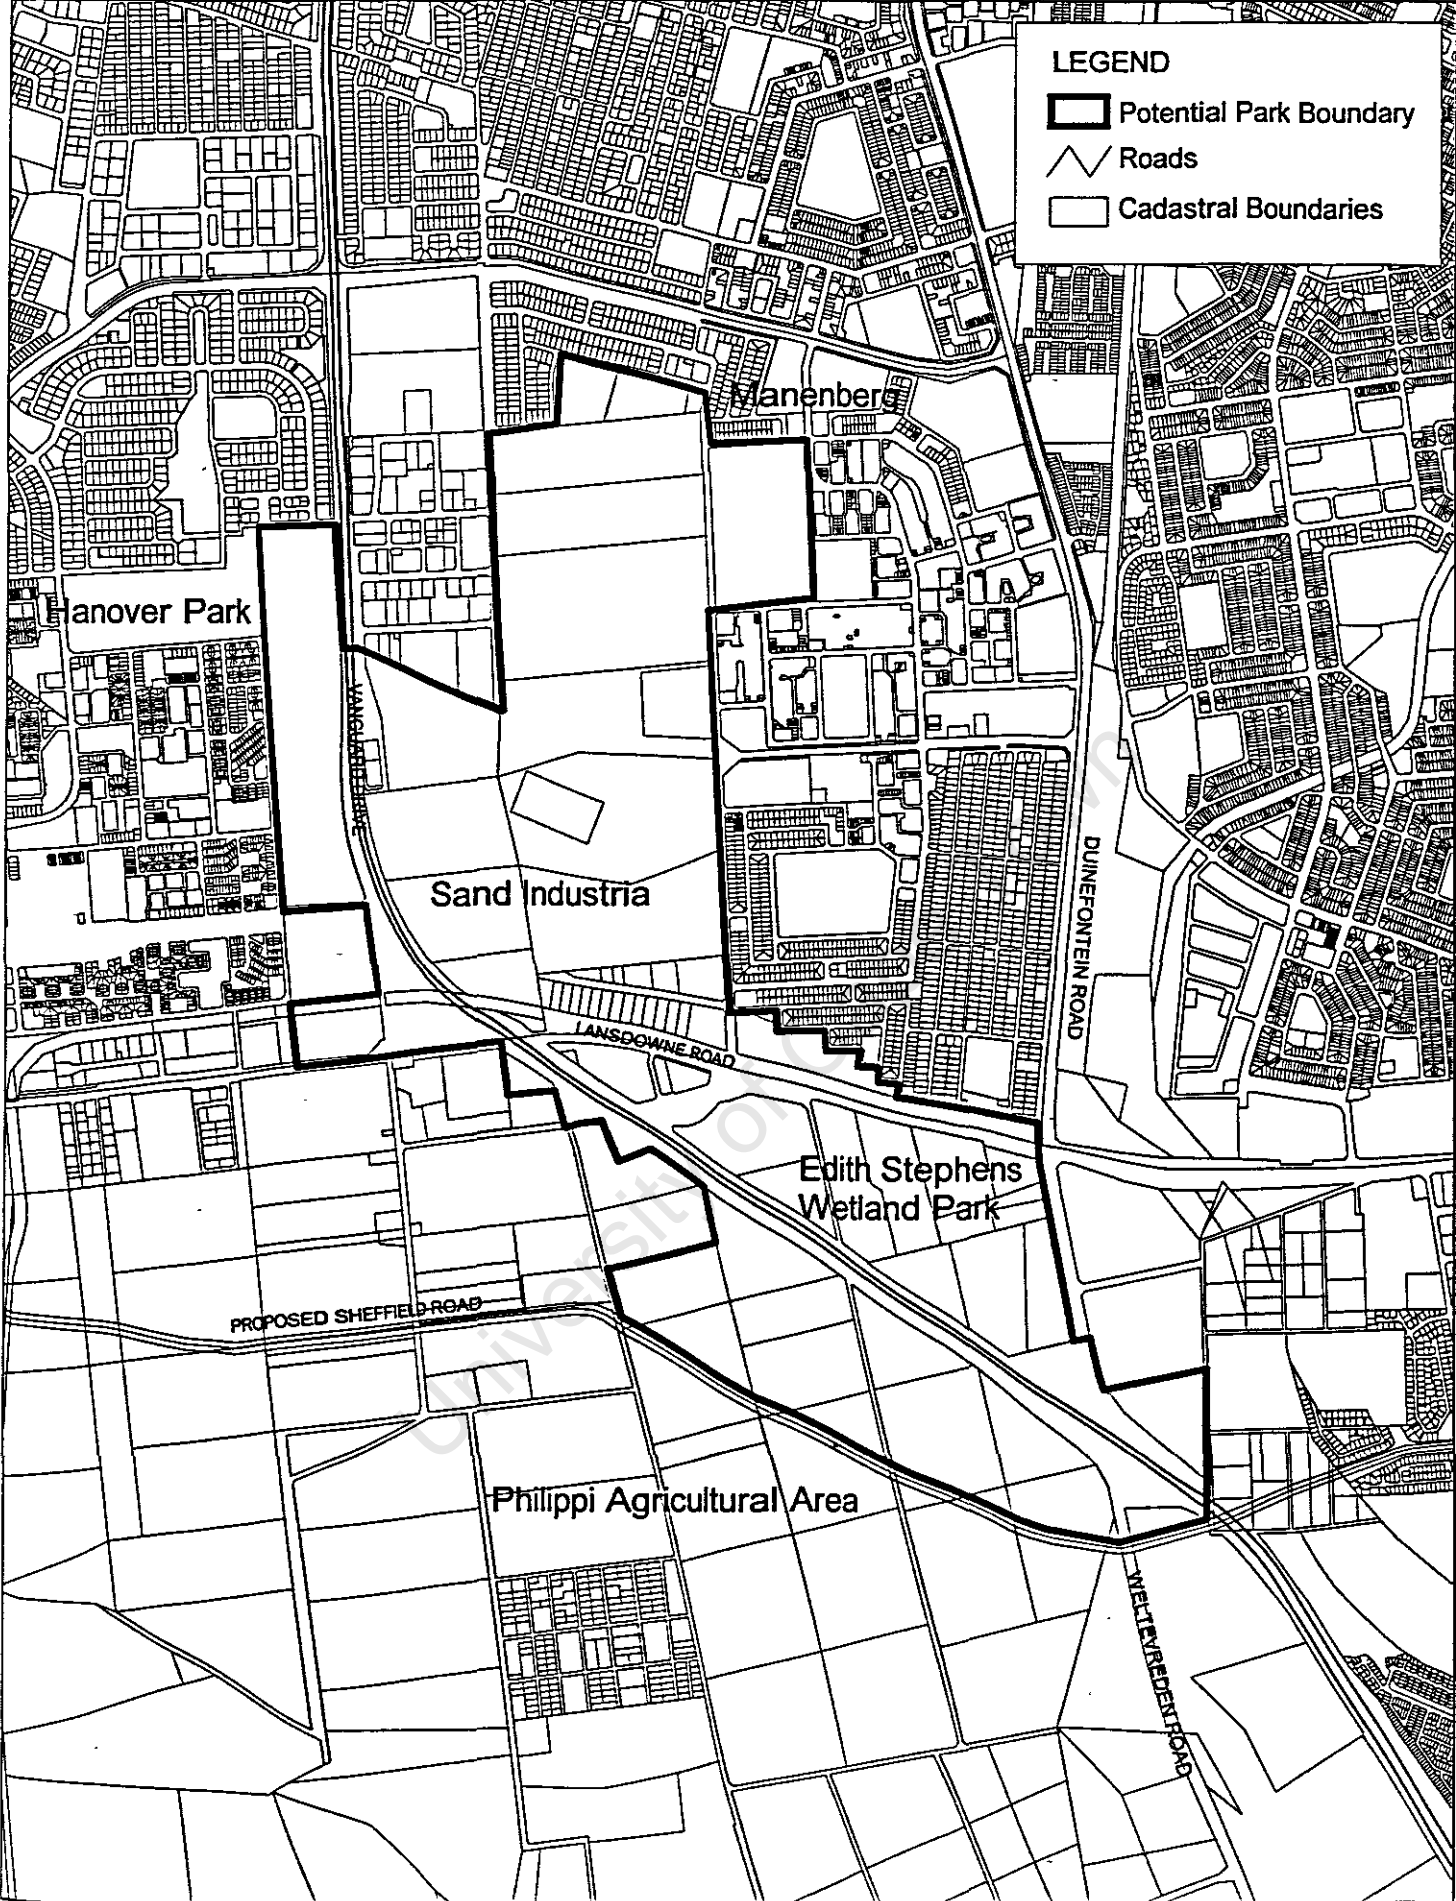 LEGEND
Potential Park Boundary
Roads
Cadastral Boundaries
Manenberg
Hanover Park
VANGUARD DRIVE
Sand Industria
DUINEFONTEIN ROAD
LANSDOWNE ROAD
Edith Stephens
Wetland Park
PROPOSED SHEFFIELD ROAD
Philippi Agricultural Area
WELTEVREDEN ROAD